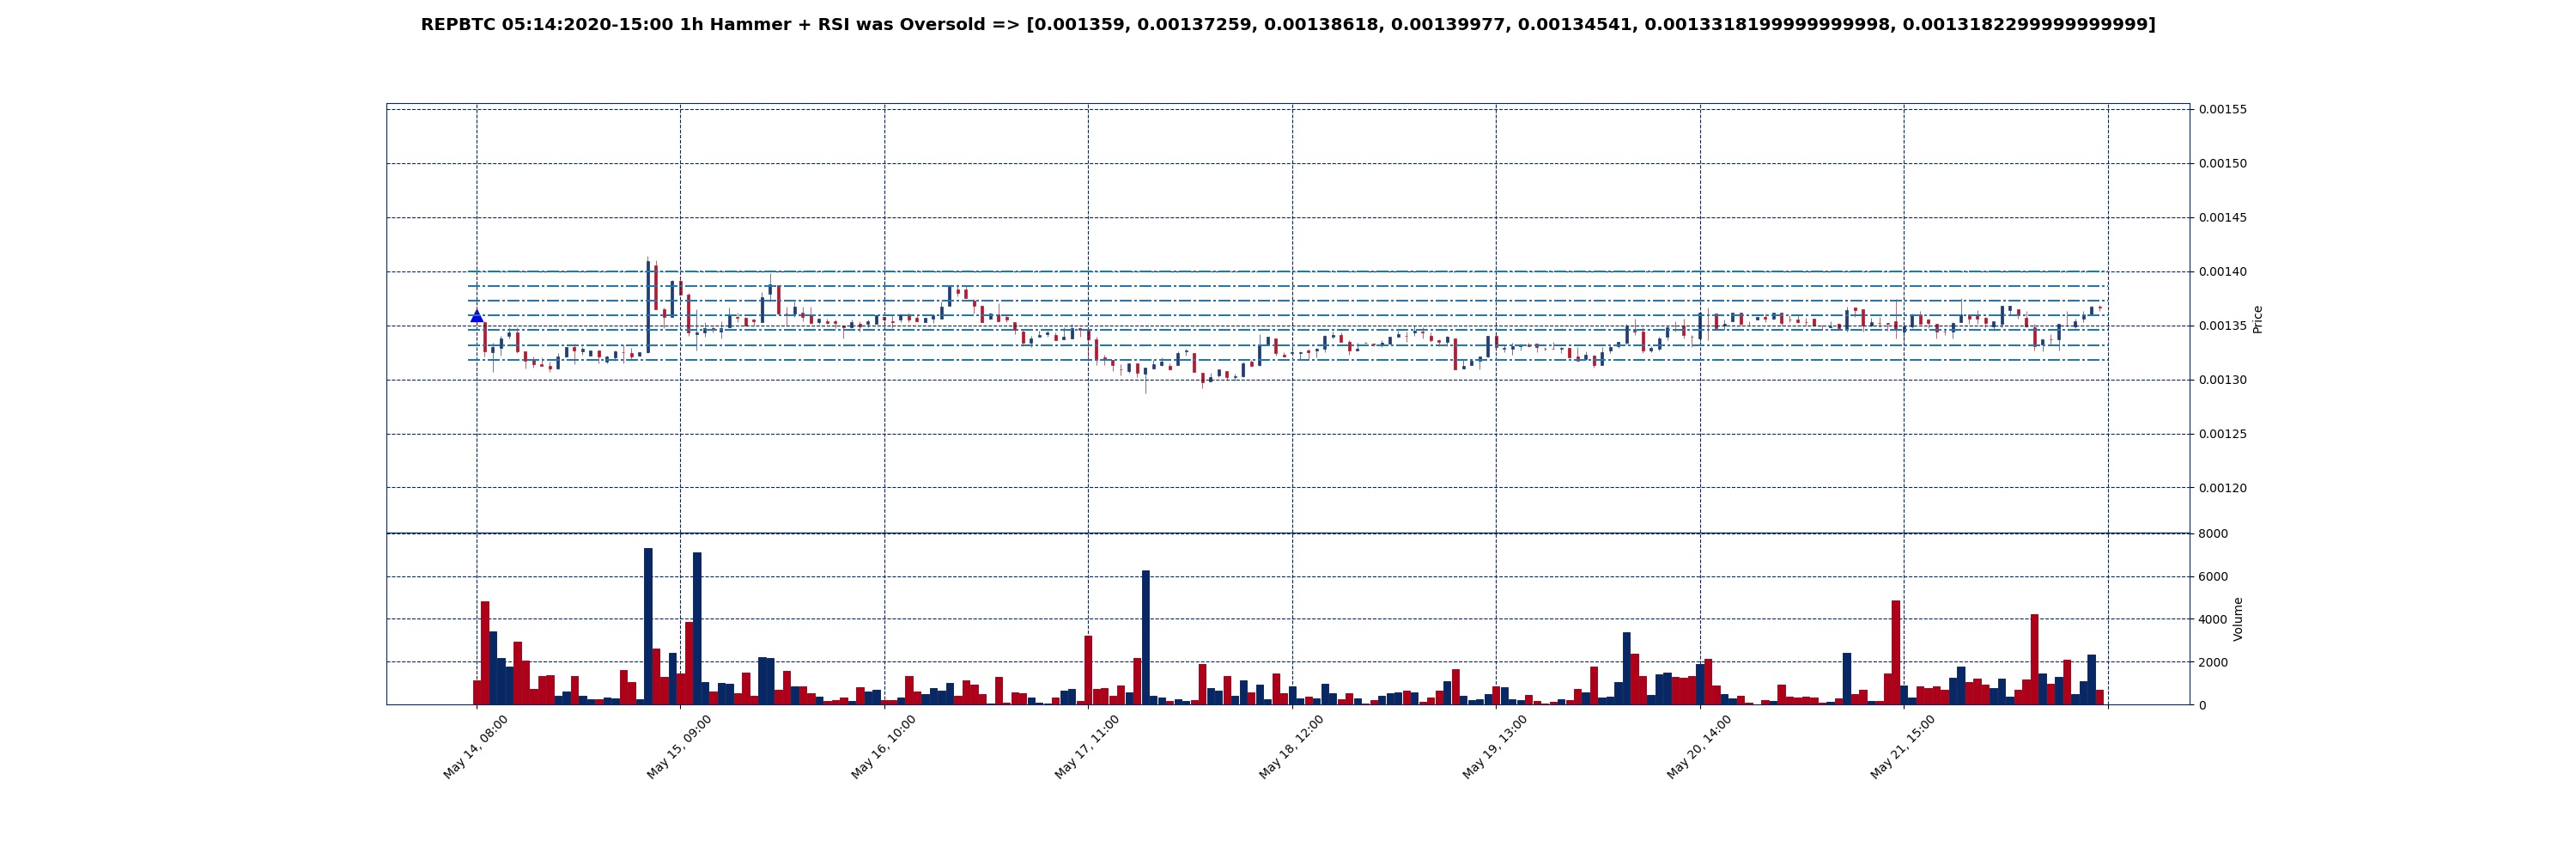 REPBTC 05:14:2020-15:00 1h Hammer + RSI was Oversold => [0.001359, 0.00137259, 0.00138618, 0.00139977, 0.00134541, 0.0013318199999999998, 0.0013182299999999999]
0.00155
0.00150
0.00145
0.00140
0.00135
0.00130
0.00125
0.00120
Price
8000
6000
4000
2000
0
Volume
May 14, 08:00
May 15, 09:00
May 16, 10:00
May 17, 11:00
May 18, 12:00
May 19, 13:00
May 20, 14:00
May 21, 15:00